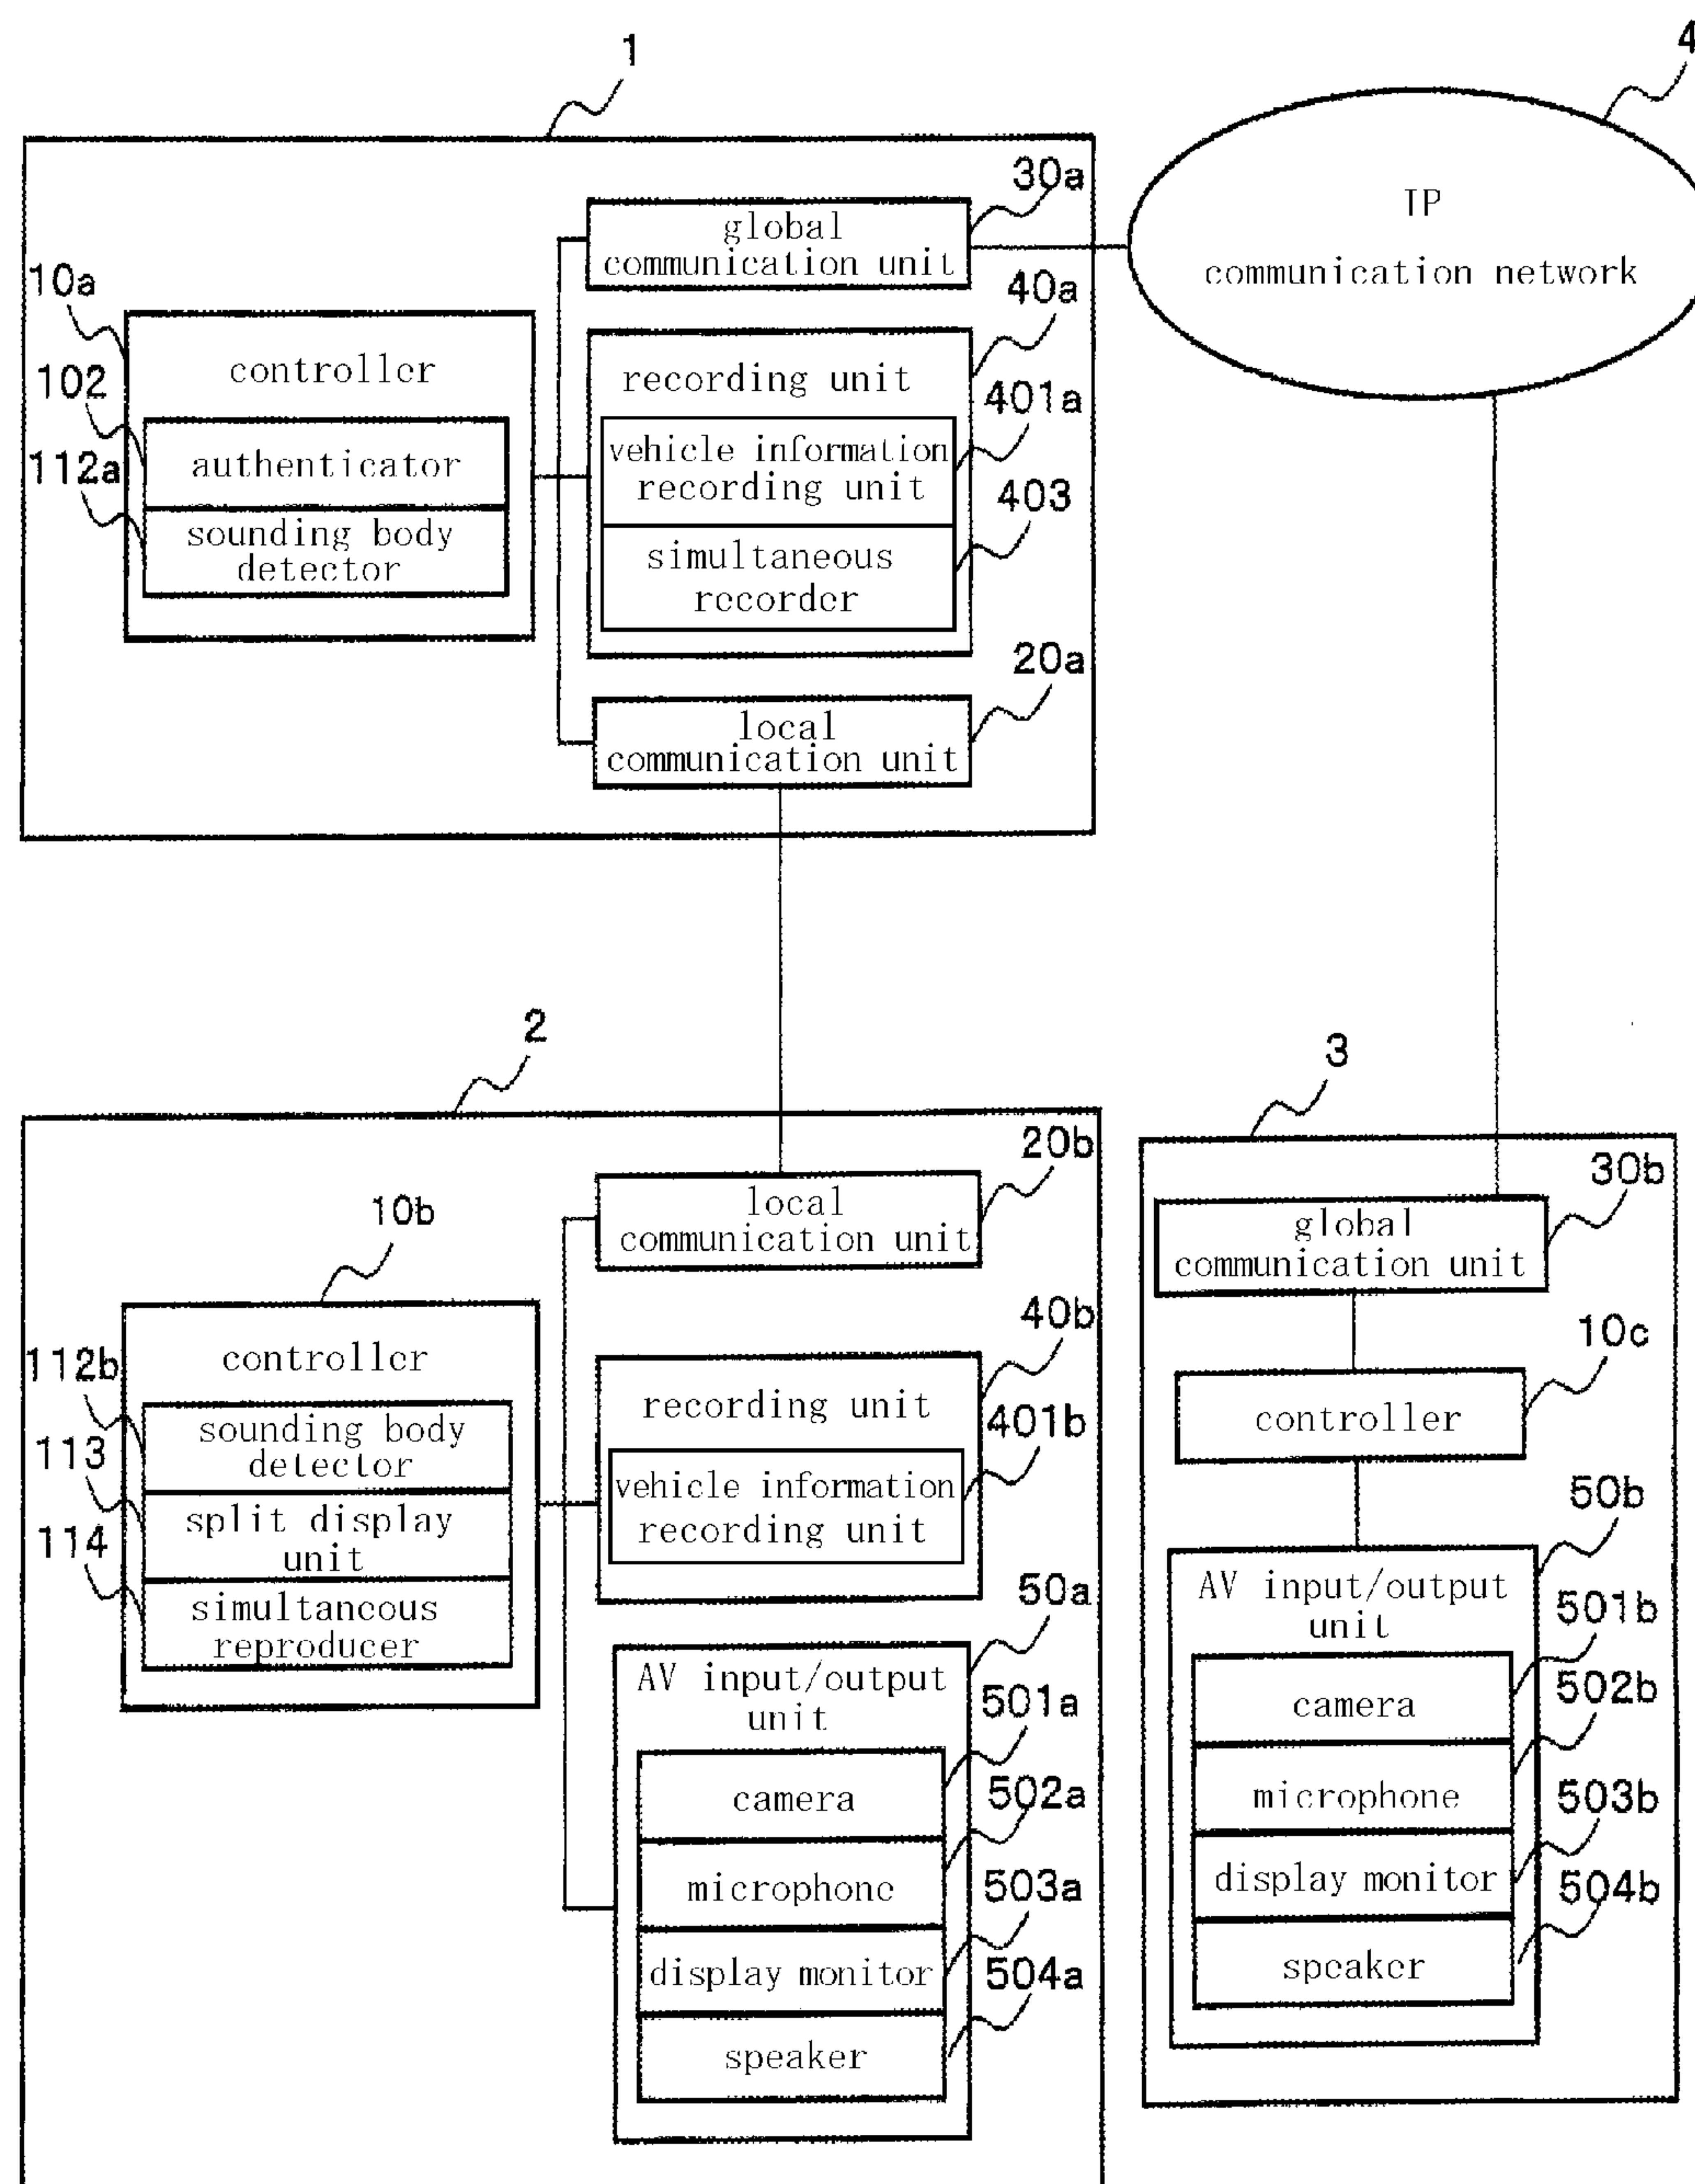 1
4
30a
global
communication unit
IP
communication network
10a
40a
controller
recording unit
102
401a
authenticator
vehicle information
recording unit
112a
403
sounding body
detector
simultaneous
recorder
20a
local
communication unit
2
3
20b
local
communication unit
30b
global
communication unit
10b
40b
10c
controller
controller
112b
recording unit
401b
sounding body
detector
vehicle information
recording unit
113
split display
unit
50b
114
simultaneous
reproducer
50a
AV input/output
unit
501b
AV input/output
unit
501a
camera
502b
camera
502a
microphone
503b
microphone
503a
display monitor
504b
display monitor
504a
speaker
speaker